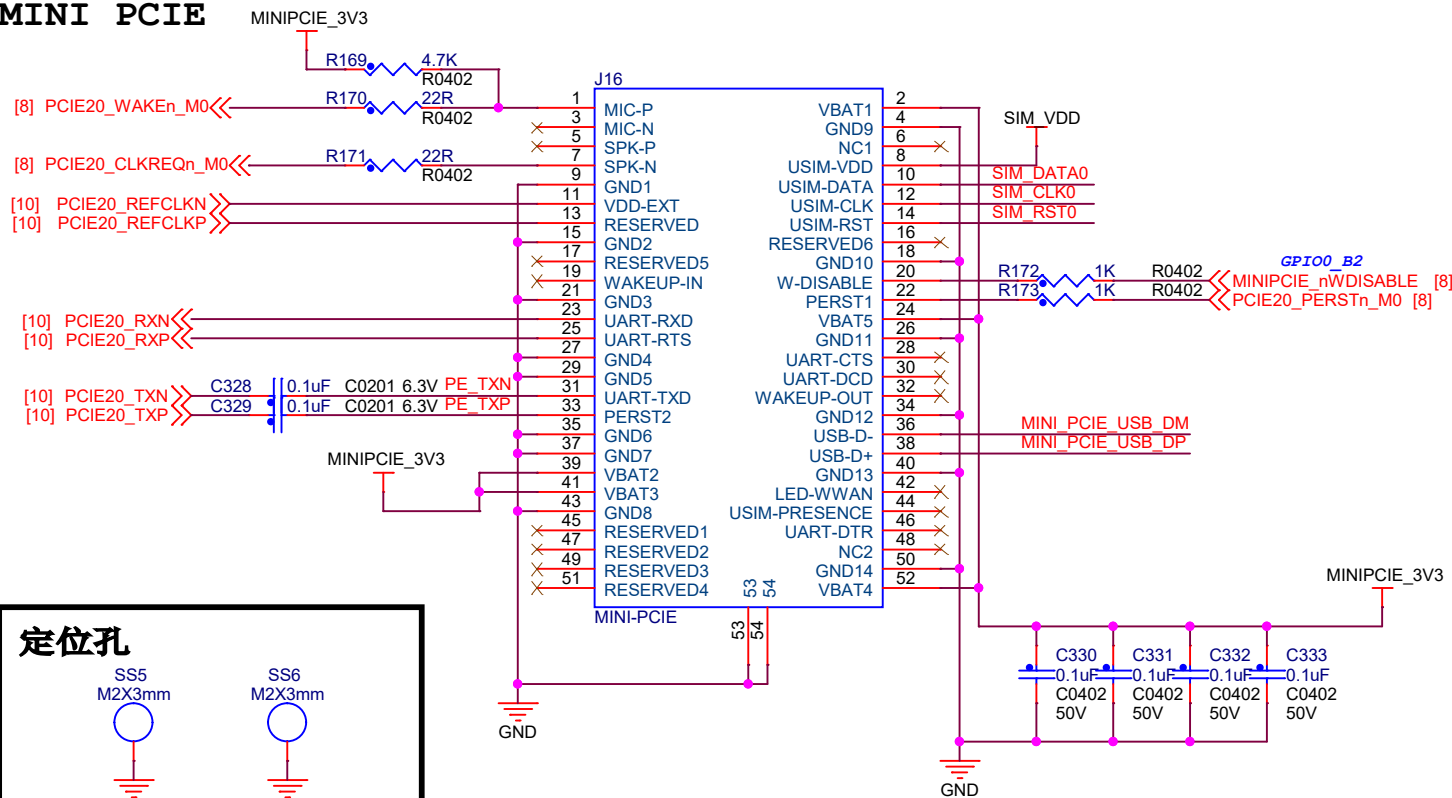 MINI PCIE
MINIPCIE_3V3
R169 4.7K
R0402
[8] PCIE20_WAKEn_M0 R170 22R
R0402
[8] PCIE20_CLKREQn_M0 R171 22R
R0402
[10] PCIE20_REFCLKN
[10] PCIE20_REFCLKP
[10] PCIE20_RXN
[10] PCIE20_RXP
[10] PCIE20_TXN C328 0.1uF C0201 6.3V PE_TXN
[10] PCIE20_TXP C329 0.1uF C0201 6.3V PE_TXP
MINIPCIE_3V3
J16
1 MIC-P VBAT1 2
3 MIC-N GND9 4
5 SPK-P NC1 6
7 SPK-N USIM-VDD 8
9 GND1 USIM-DATA 10
11 VDD-EXT USIM-CLK 12
13 RESERVED USIM-RST 14
15 GND2 RESERVED6 16
17 RESERVED5 GND10 18
19 WAKEUP-IN W-DISABLE 20
21 GND3 PERST1 22
23 UART-RXD VBAT5 24
25 UART-RTS GND11 26
27 GND4 UART-CTS 28
29 GND5 UART-DCD 30
31 UART-TXD WAKEUP-OUT 32
33 PERST2 GND12 34
35 GND6 USB-D- 36
37 GND7 USB-D+ 38
39 VBAT2 GND13 40
41 VBAT3 LED-WWAN 42
43 GND8 USIM-PRESENCE 44
45 RESERVED1 UART-DTR 46
47 RESERVED2 NC2 48
49 RESERVED3 GND14 50
51 RESERVED4 VBAT4 52
53 54
53 54
MINI-PCIE
GND
SIM_VDD
SIM_DATA0
SIM_CLK0
SIM_RST0
GPIO0_B2
R172 1K R0402 MINIPCIE_nWDISABLE [8]
R173 1K R0402 PCIE20_PERSTn_M0 [8]
MINI_PCIE_USB_DM
MINI_PCIE_USB_DP
MINIPCIE_3V3
C330 C331 C332 C333
0.1uF 0.1uF 0.1uF 0.1uF
C0402 C0402 C0402 C0402
50V 50V 50V 50V
GND
定位孔
SS5 SS6
M2X3mm M2X3mm